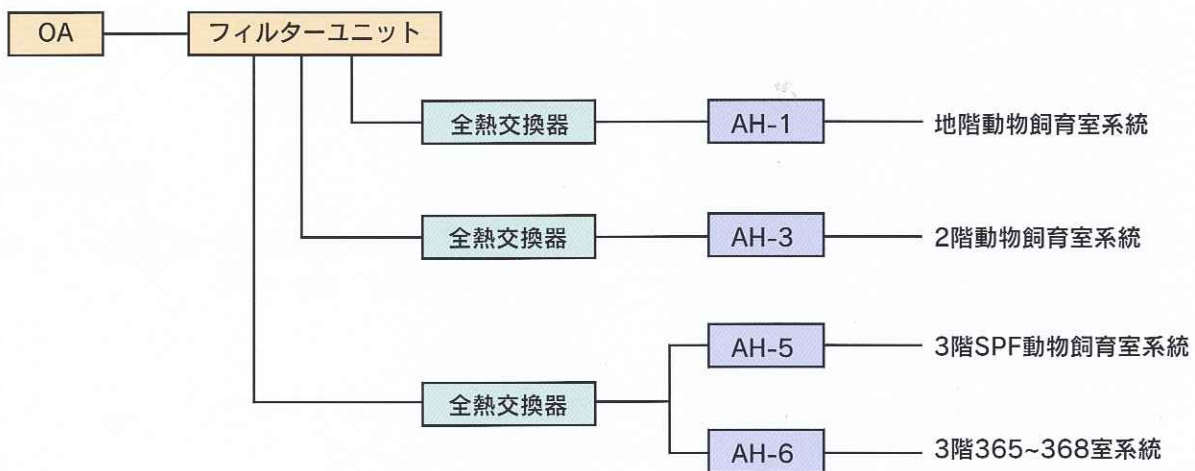 OA
フィルターユニット
全熱交換器
AH-1
地階動物飼育室系統
全熱交換器
AH-3
2階動物飼育室系統
全熱交換器
AH-5
3階SPF動物飼育室系統
AH-6
3階365~368室系統